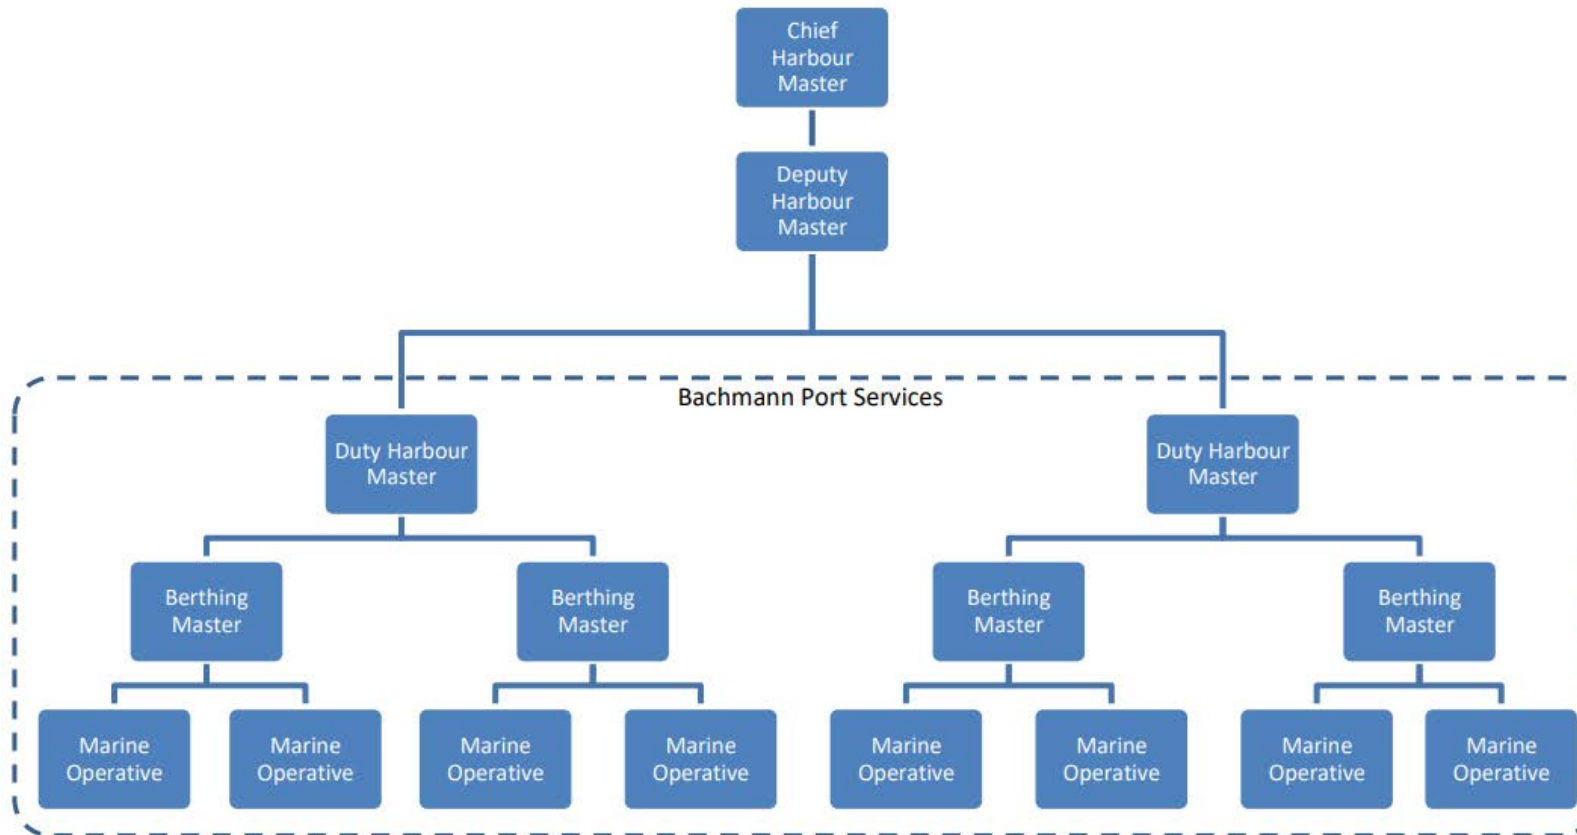 Chief
Harbour
Master
Deputy
Harbour
Master
Bachmann Port Services
Duty Harbour
Master
Duty Harbour
Master
Berthing
Master
Berthing
Master
Berthing
Master
Berthing
Master
Marine
Operative
Marine
Operative
Marine
Operative
Marine
Operative
Marine
Operative
Marine
Operative
Marine
Operative
Marine
Operative